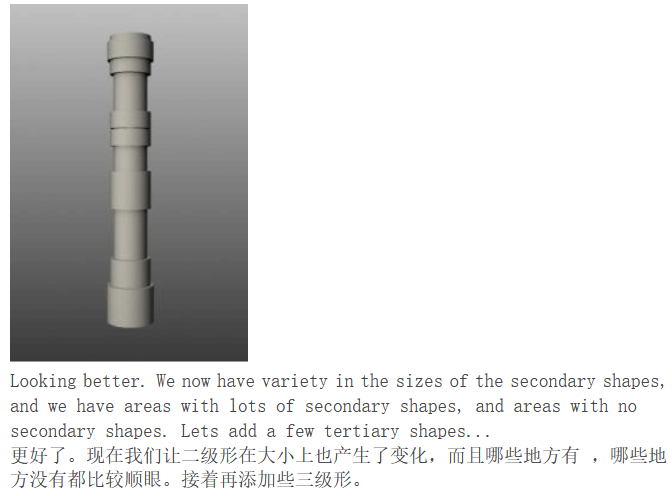 Looking better. We now have variety in the sizes of the secondary shapes,
and we have areas with lots of secondary shapes, and areas with no
secondary shapes. Lets add a few tertiary shapes...
更好了。现在我们让二级形在大小上也产生了变化，而且哪些地方有 ，哪些地
方没有都比较顺眼。接着再添加些三级形。